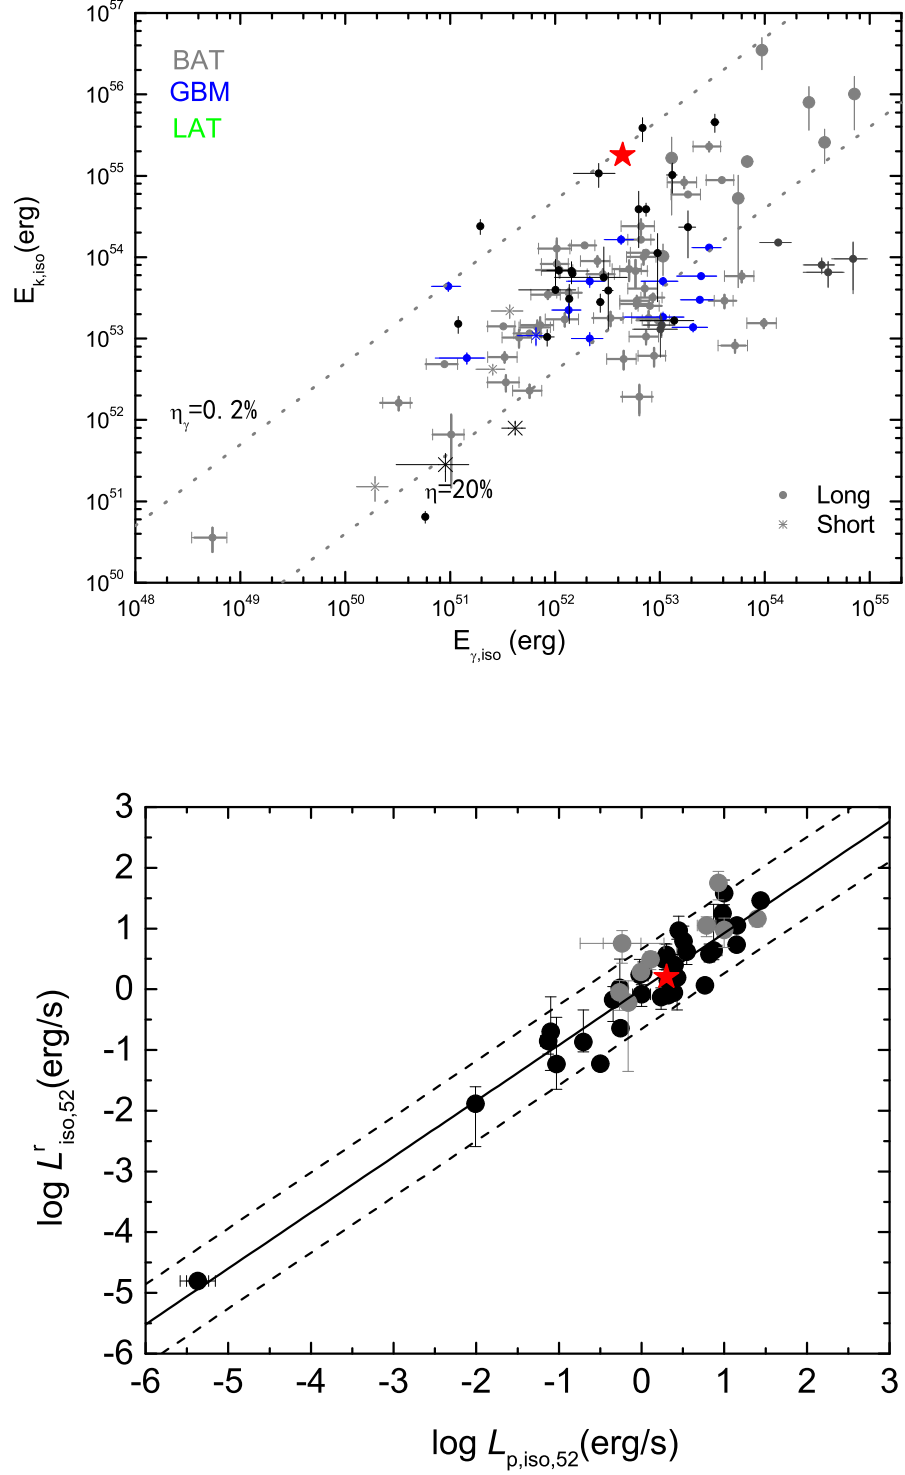 10^57
10^56
10^55
10^54
10^53
10^52
10^51
10^50
E_k,iso(erg)
BAT
GBM
LAT
η_γ=0.2%
η=20%
Long
Short
10^48 10^49 10^50 10^51 10^52 10^53 10^54 10^55
E_γ,iso (erg)
3
2
1
0
-1
-2
-3
-4
-5
-6
log L^r_iso,52(erg/s)
-6 -5 -4 -3 -2 -1 0 1 2 3
log L_p,iso,52(erg/s)